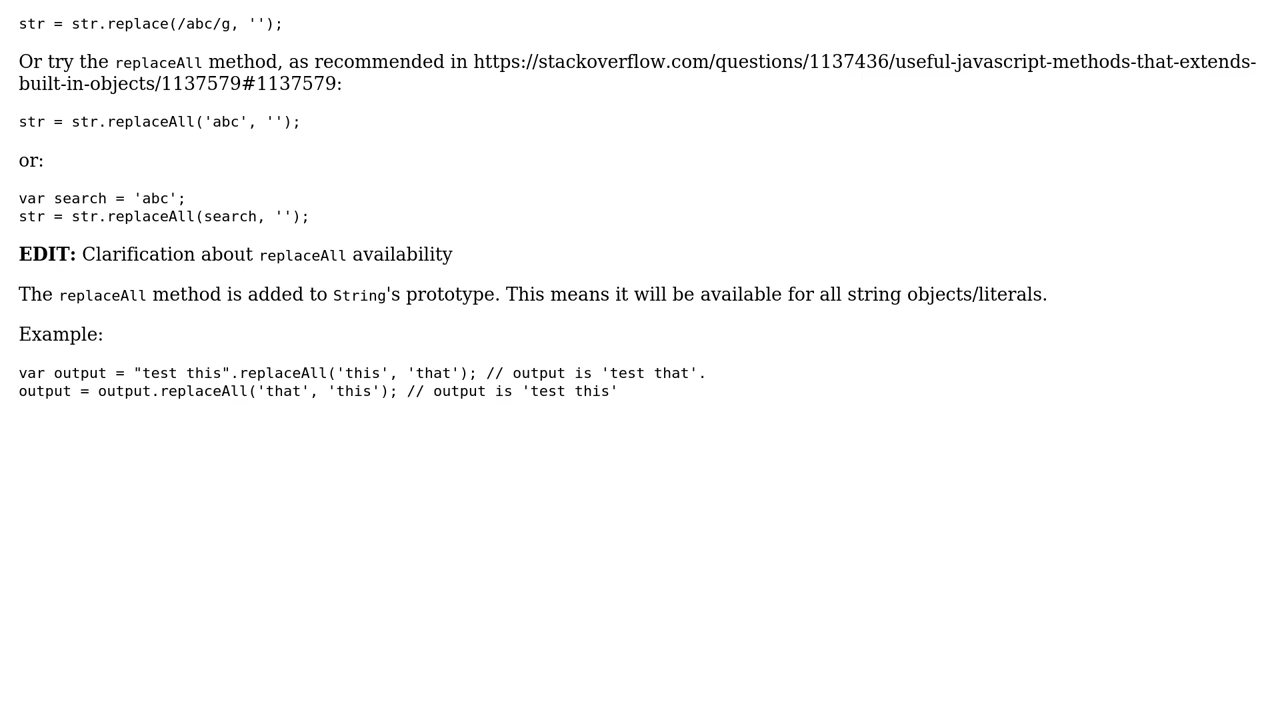 str = str.replace(/abc/g, '');
Or try the replaceAll method, as recommended in https://stackoverflow.com/questions/1137436/useful-javascript-methods-that-extends-
built-in-objects/1137579#1137579:
str = str.replaceAll('abc', '');
or:
var search = 'abc';
str = str.replaceAll(search, '');
EDIT: Clarification about replaceAll availability
The replaceAll method is added to String's prototype. This means it will be available for all string objects/literals.
Example:
var output = "test this".replaceAll('this', 'that'); // output is 'test that'.
output = output.replaceAll('that', 'this'); // output is 'test this'